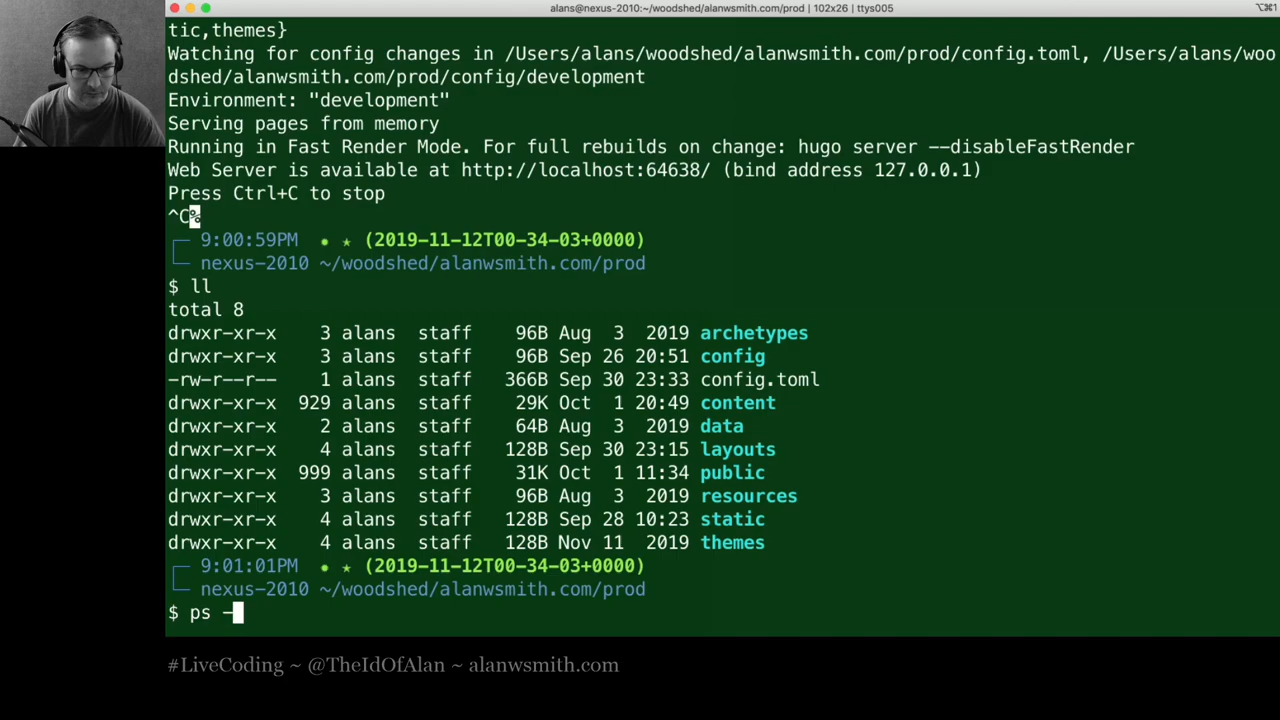 alans@nexus-2010:~/woodshed/alanwsmith.com/prod | 102x26 | ttys005
⌥⌘1
tic,themes}
Watching for config changes in /Users/alans/woodshed/alanwsmith.com/prod/config.toml, /Users/alans/woo
dshed/alanwsmith.com/prod/config/development
Environment: "development"
Serving pages from memory
Running in Fast Render Mode. For full rebuilds on change: hugo server --disableFastRender
Web Server is available at http://localhost:64638/ (bind address 127.0.0.1)
Press Ctrl+C to stop
^C%
9:00:59PM ● ★ (2019-11-12T00-34-03+0000)
nexus-2010 ~/woodshed/alanwsmith.com/prod
$ ll
total 8
drwxr-xr-x 3 alans staff 96B Aug 3 2019 archetypes
drwxr-xr-x 3 alans staff 96B Sep 26 20:51 config
-rw-r--r-- 1 alans staff 366B Sep 30 23:33 config.toml
drwxr-xr-x 929 alans staff 29K Oct 1 20:49 content
drwxr-xr-x 2 alans staff 64B Aug 3 2019 data
drwxr-xr-x 4 alans staff 128B Sep 30 23:15 layouts
drwxr-xr-x 999 alans staff 31K Oct 1 11:34 public
drwxr-xr-x 3 alans staff 96B Aug 3 2019 resources
drwxr-xr-x 4 alans staff 128B Sep 28 10:23 static
drwxr-xr-x 4 alans staff 128B Nov 11 2019 themes
9:01:01PM ● ★ (2019-11-12T00-34-03+0000)
nexus-2010 ~/woodshed/alanwsmith.com/prod
$ ps -
#LiveCoding ~ @TheIdOfAlan ~ alanwsmith.com